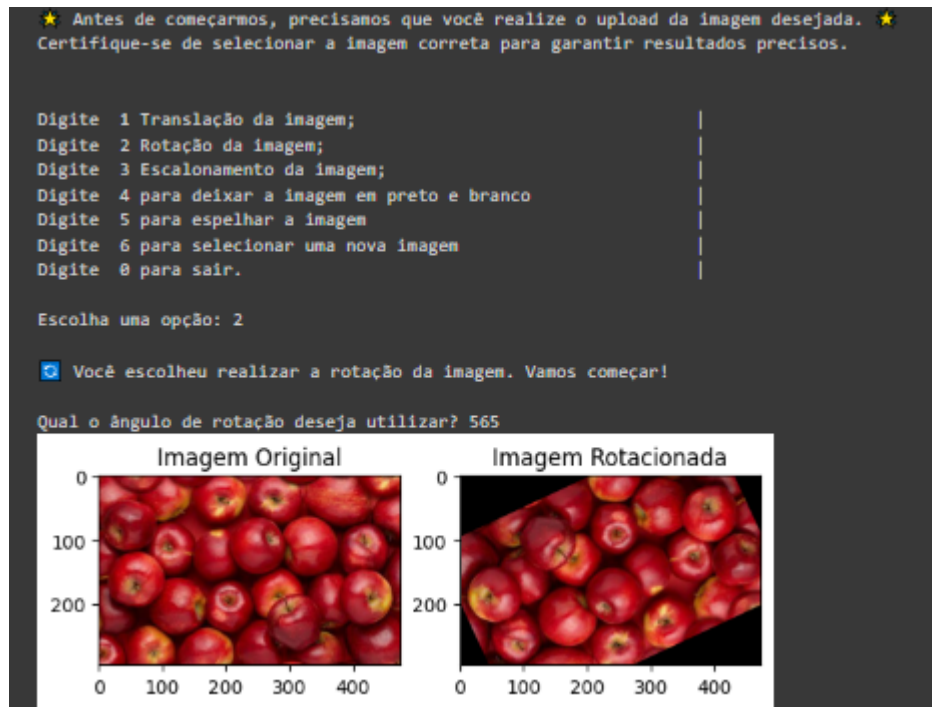 ⭐ Antes de começarmos, precisamos que você realize o upload da imagem desejada. ⭐
Certifique-se de selecionar a imagem correta para garantir resultados precisos.
Digite  1 Translação da imagem; |
Digite  2 Rotação da imagem; |
Digite  3 Escalonamento da imagem; |
Digite  4 para deixar a imagem em preto e branco |
Digite  5 para espelhar a imagem |
Digite  6 para selecionar uma nova imagem |
Digite  0 para sair. |
Escolha uma opção: 2
🔄 Você escolheu realizar a rotação da imagem. Vamos começar!
Qual o ângulo de rotação deseja utilizar? 565
Imagem Original
0
100
200
0 100 200 300 400
Imagem Rotacionada
0
100
200
0 100 200 300 400